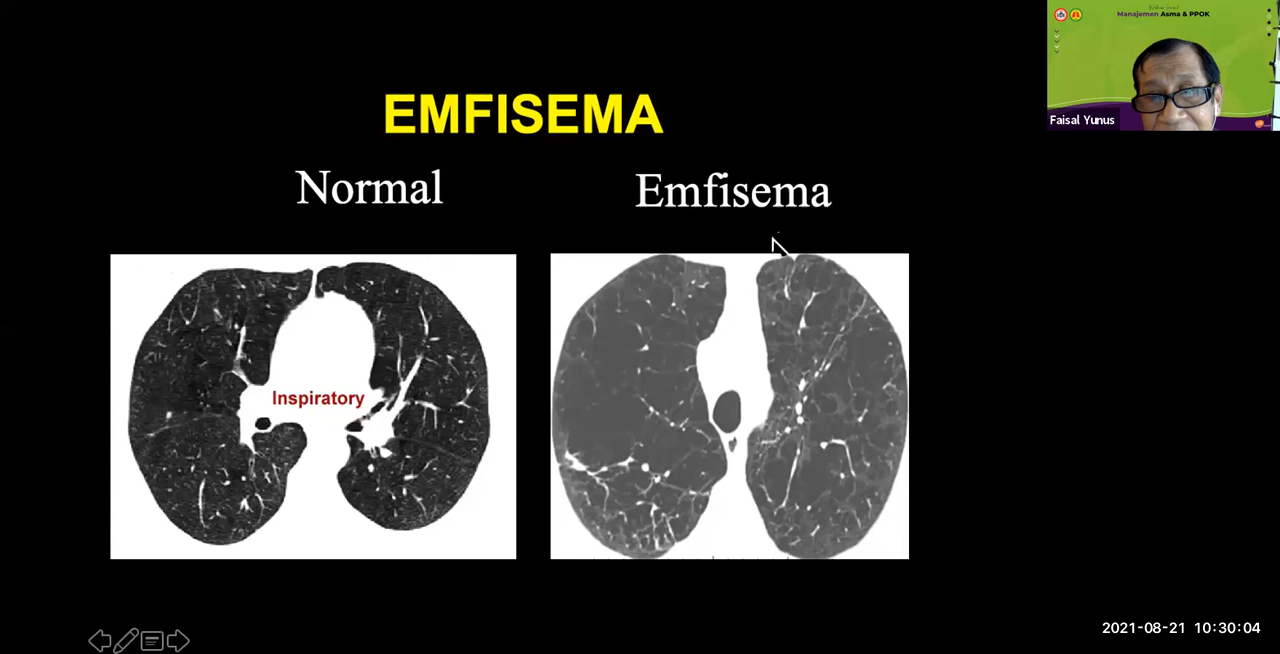 Manajemen Asma & PPOK
Faisal Yunus
EMFISEMA
Normal
Emfisema
Inspiratory
2021-08-21 10:30:04